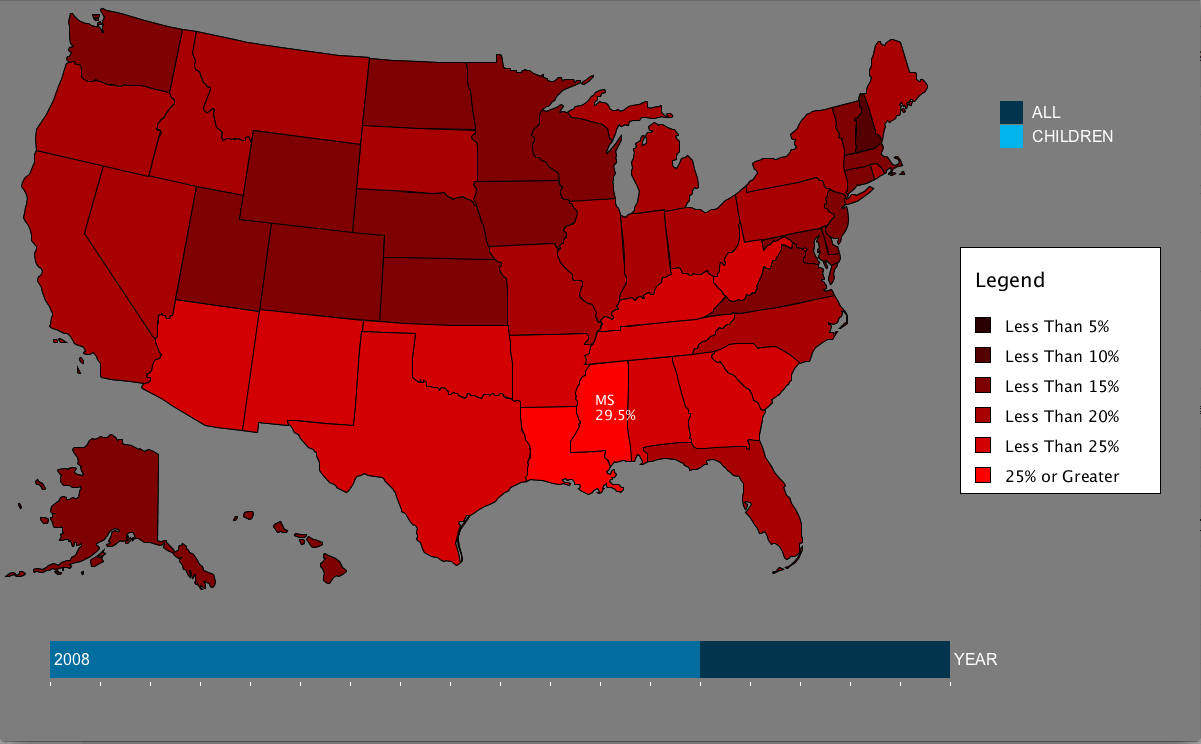 ALL
CHILDREN
Legend
Less Than 5%
Less Than 10%
Less Than 15%
Less Than 20%
Less Than 25%
25% or Greater
MS
29.5%
2008
YEAR